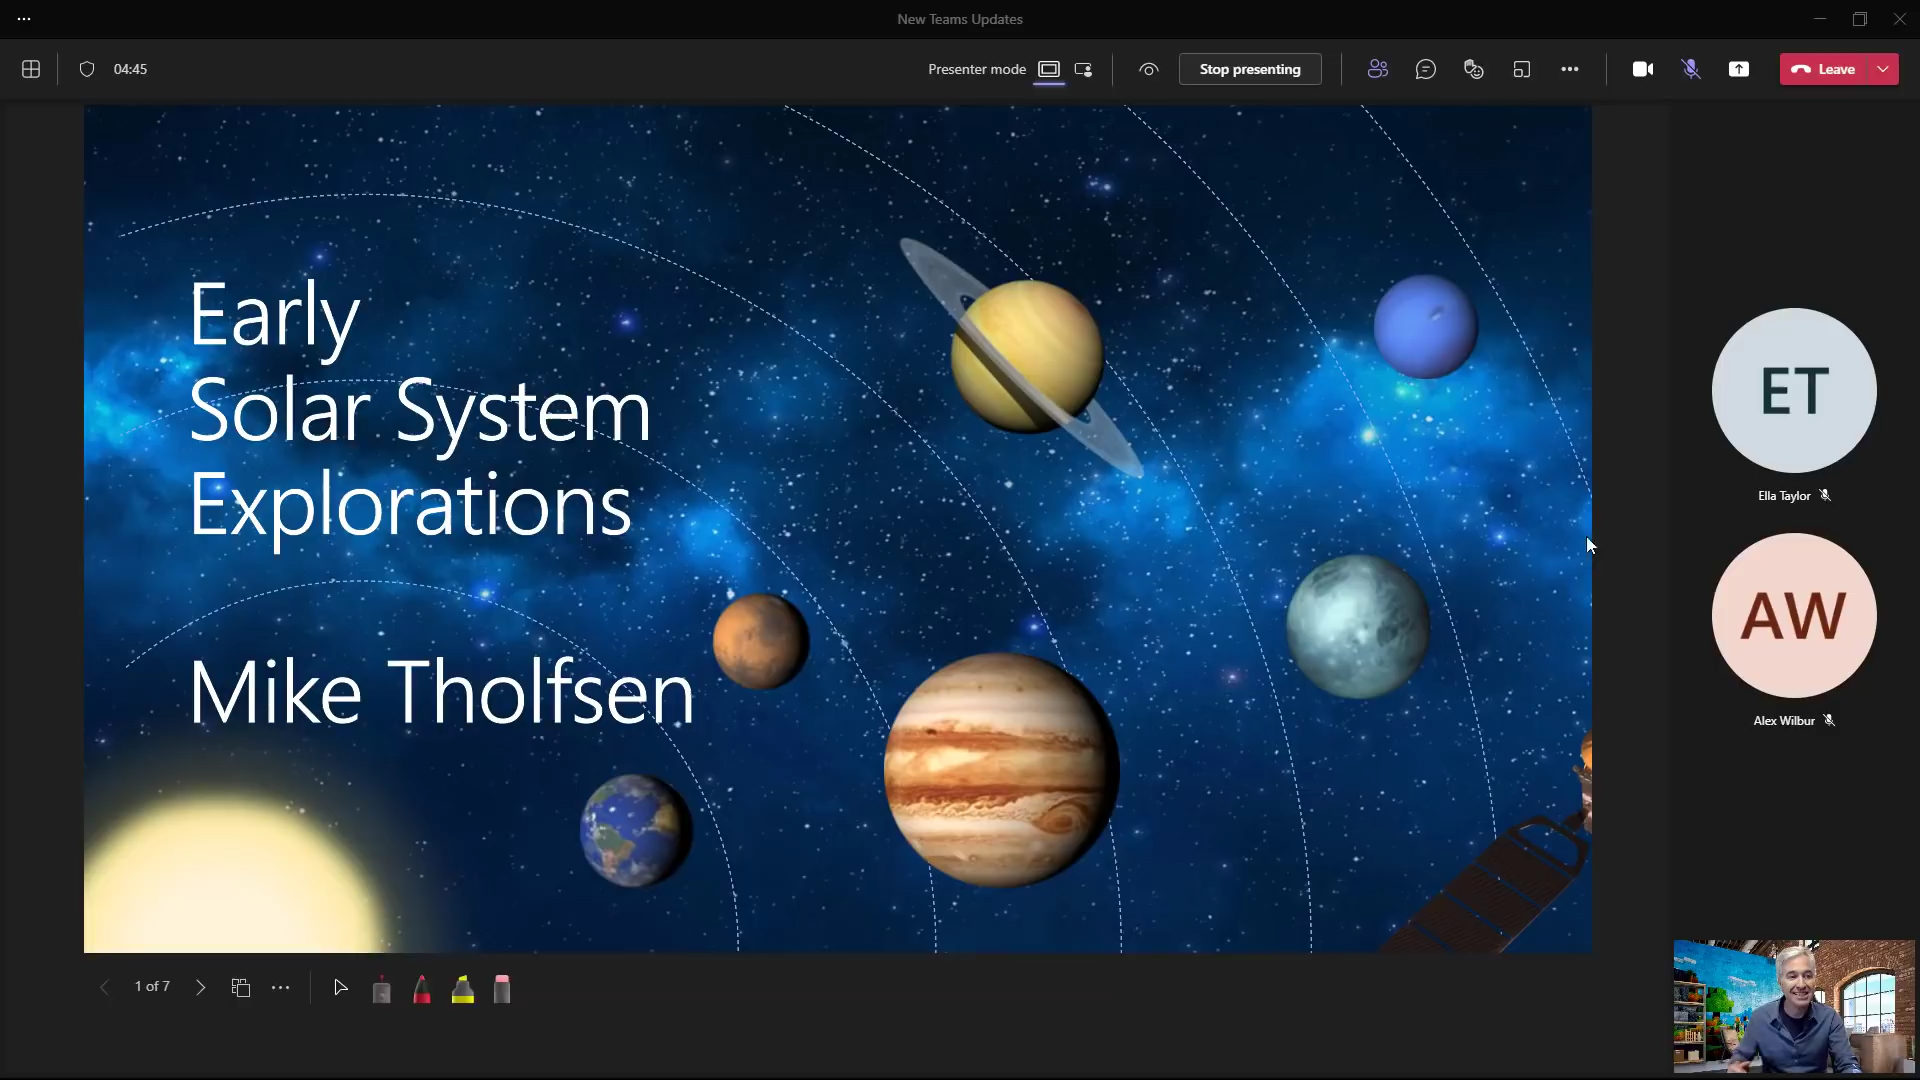 New Teams Updates
04:45
Presenter mode
Stop presenting
Leave
Early
Solar System
Explorations
Mike Tholfsen
ET
Ella Taylor
AW
Alex Wilbur
1 of 7